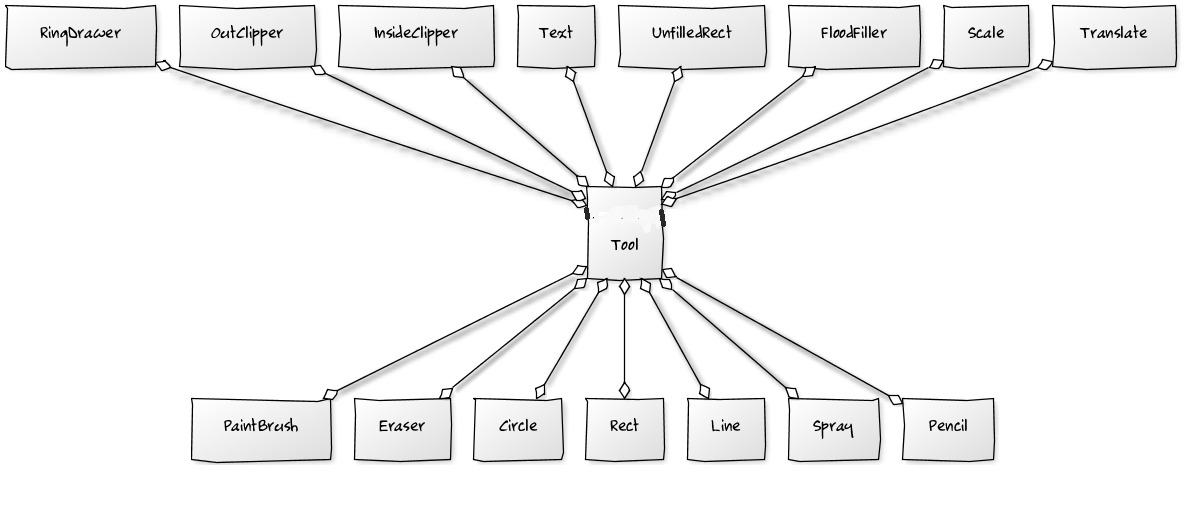 RingDrawer
OutClipper
InsideClipper
Text
UnfilledRect
FloodFiller
Scale
Translate
Tool
PaintBrush
Eraser
Circle
Rect
Line
Spray
Pencil